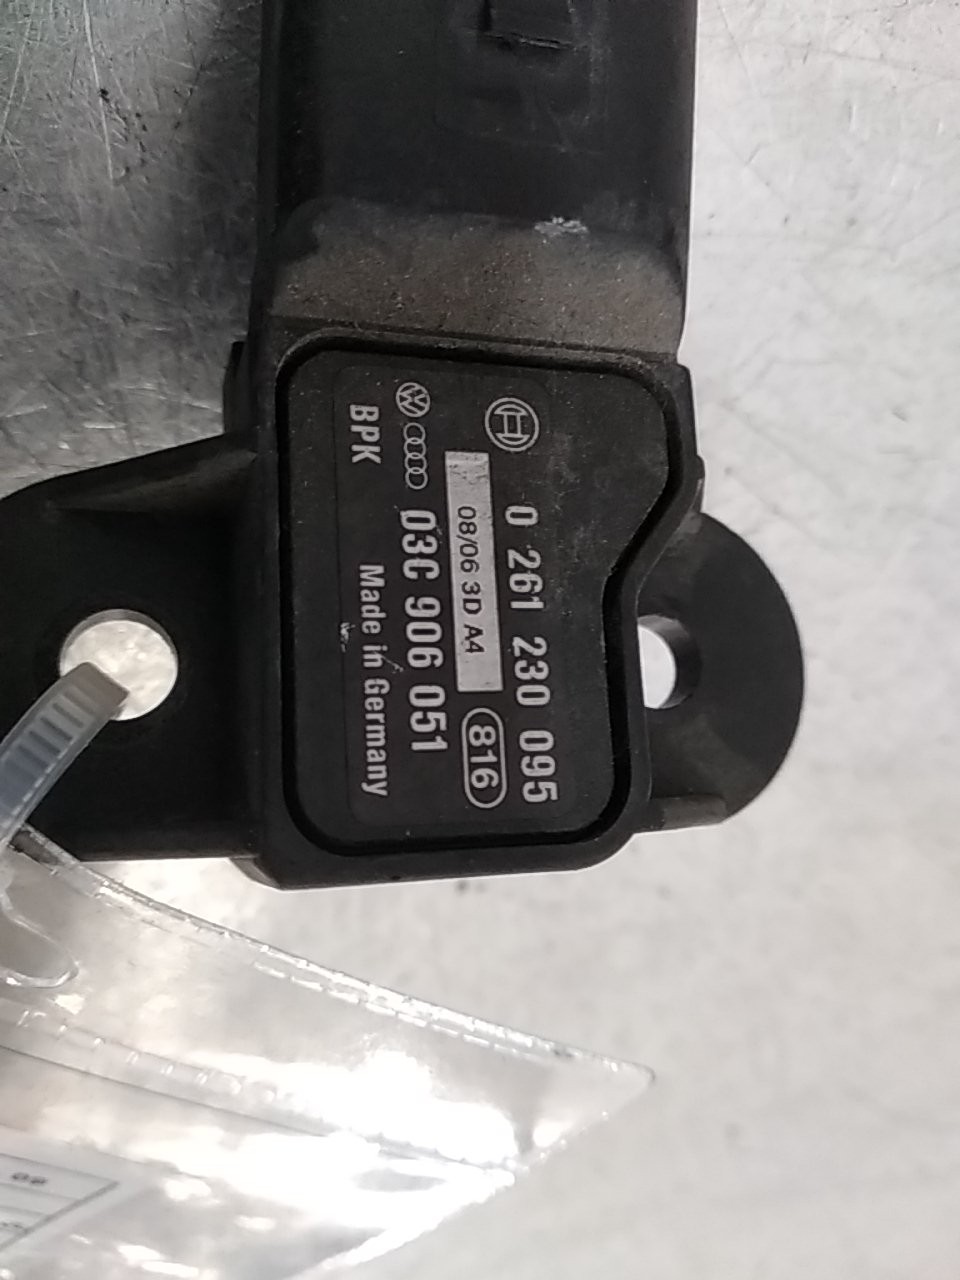 0 261 230 095
816
08/06 3D A4
03C 906 051
BPK
Made in Germany